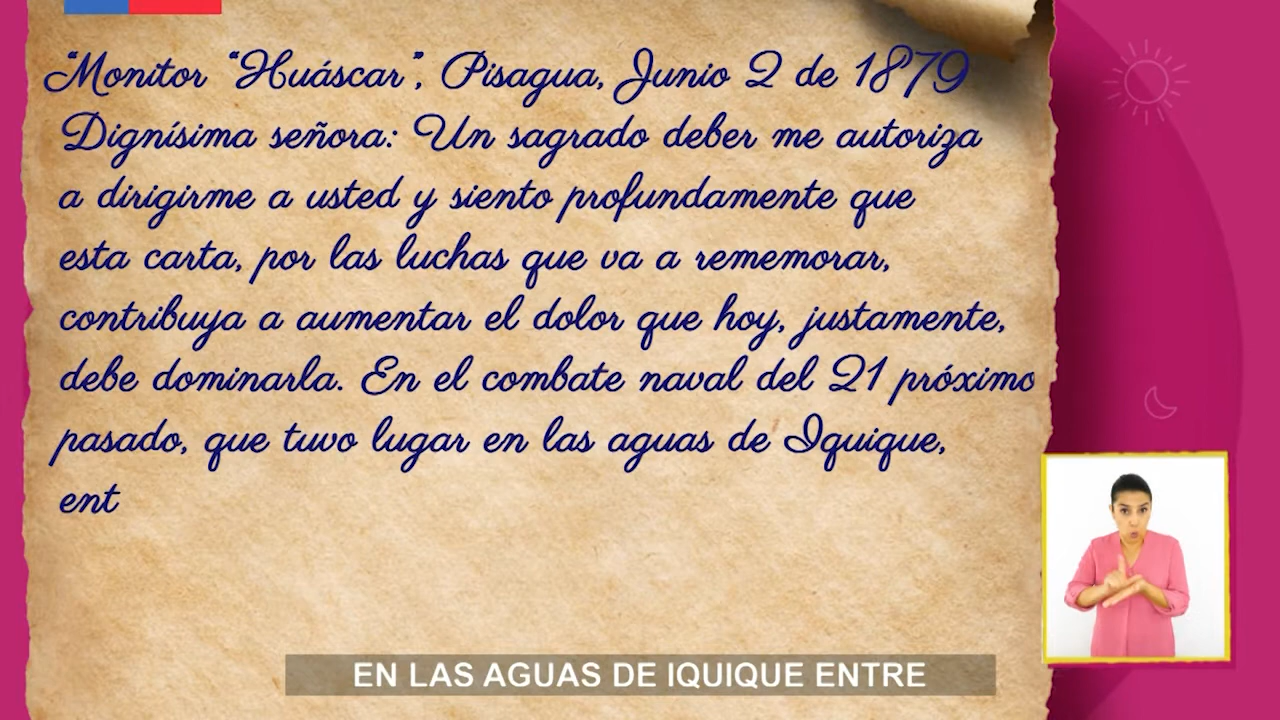 “Monitor “Huáscar”, Pisagua, Junio 2 de 1879
Dignísima señora: Un sagrado deber me autoriza
a dirigirme a usted y siento profundamente que
esta carta, por las luchas que va a rememorar,
contribuya a aumentar el dolor que hoy, justamente,
debe dominarla. En el combate naval del 21 próximo
pasado, que tuvo lugar en las aguas de Iquique,
ent
EN LAS AGUAS DE IQUIQUE ENTRE